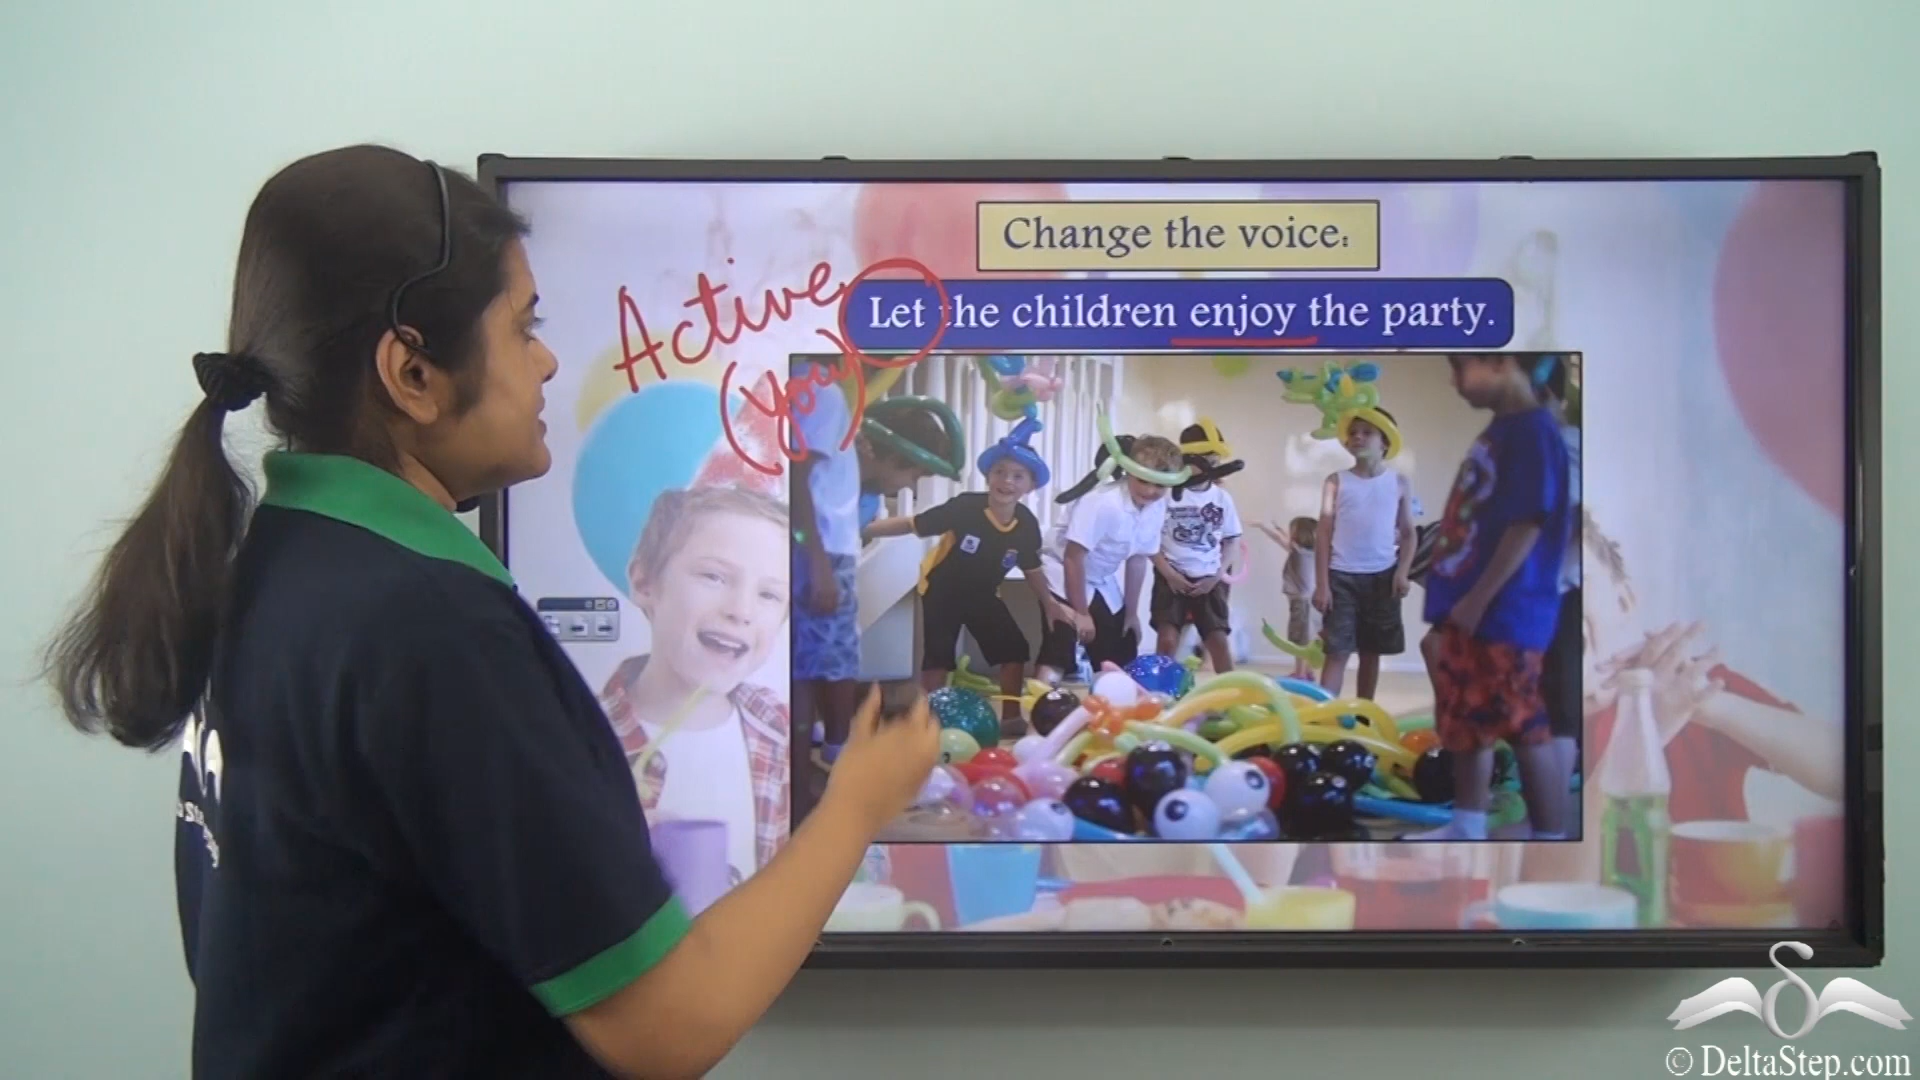 Change the voice:
Active
Let the children enjoy the party.
(you)
© DeltaStep.com